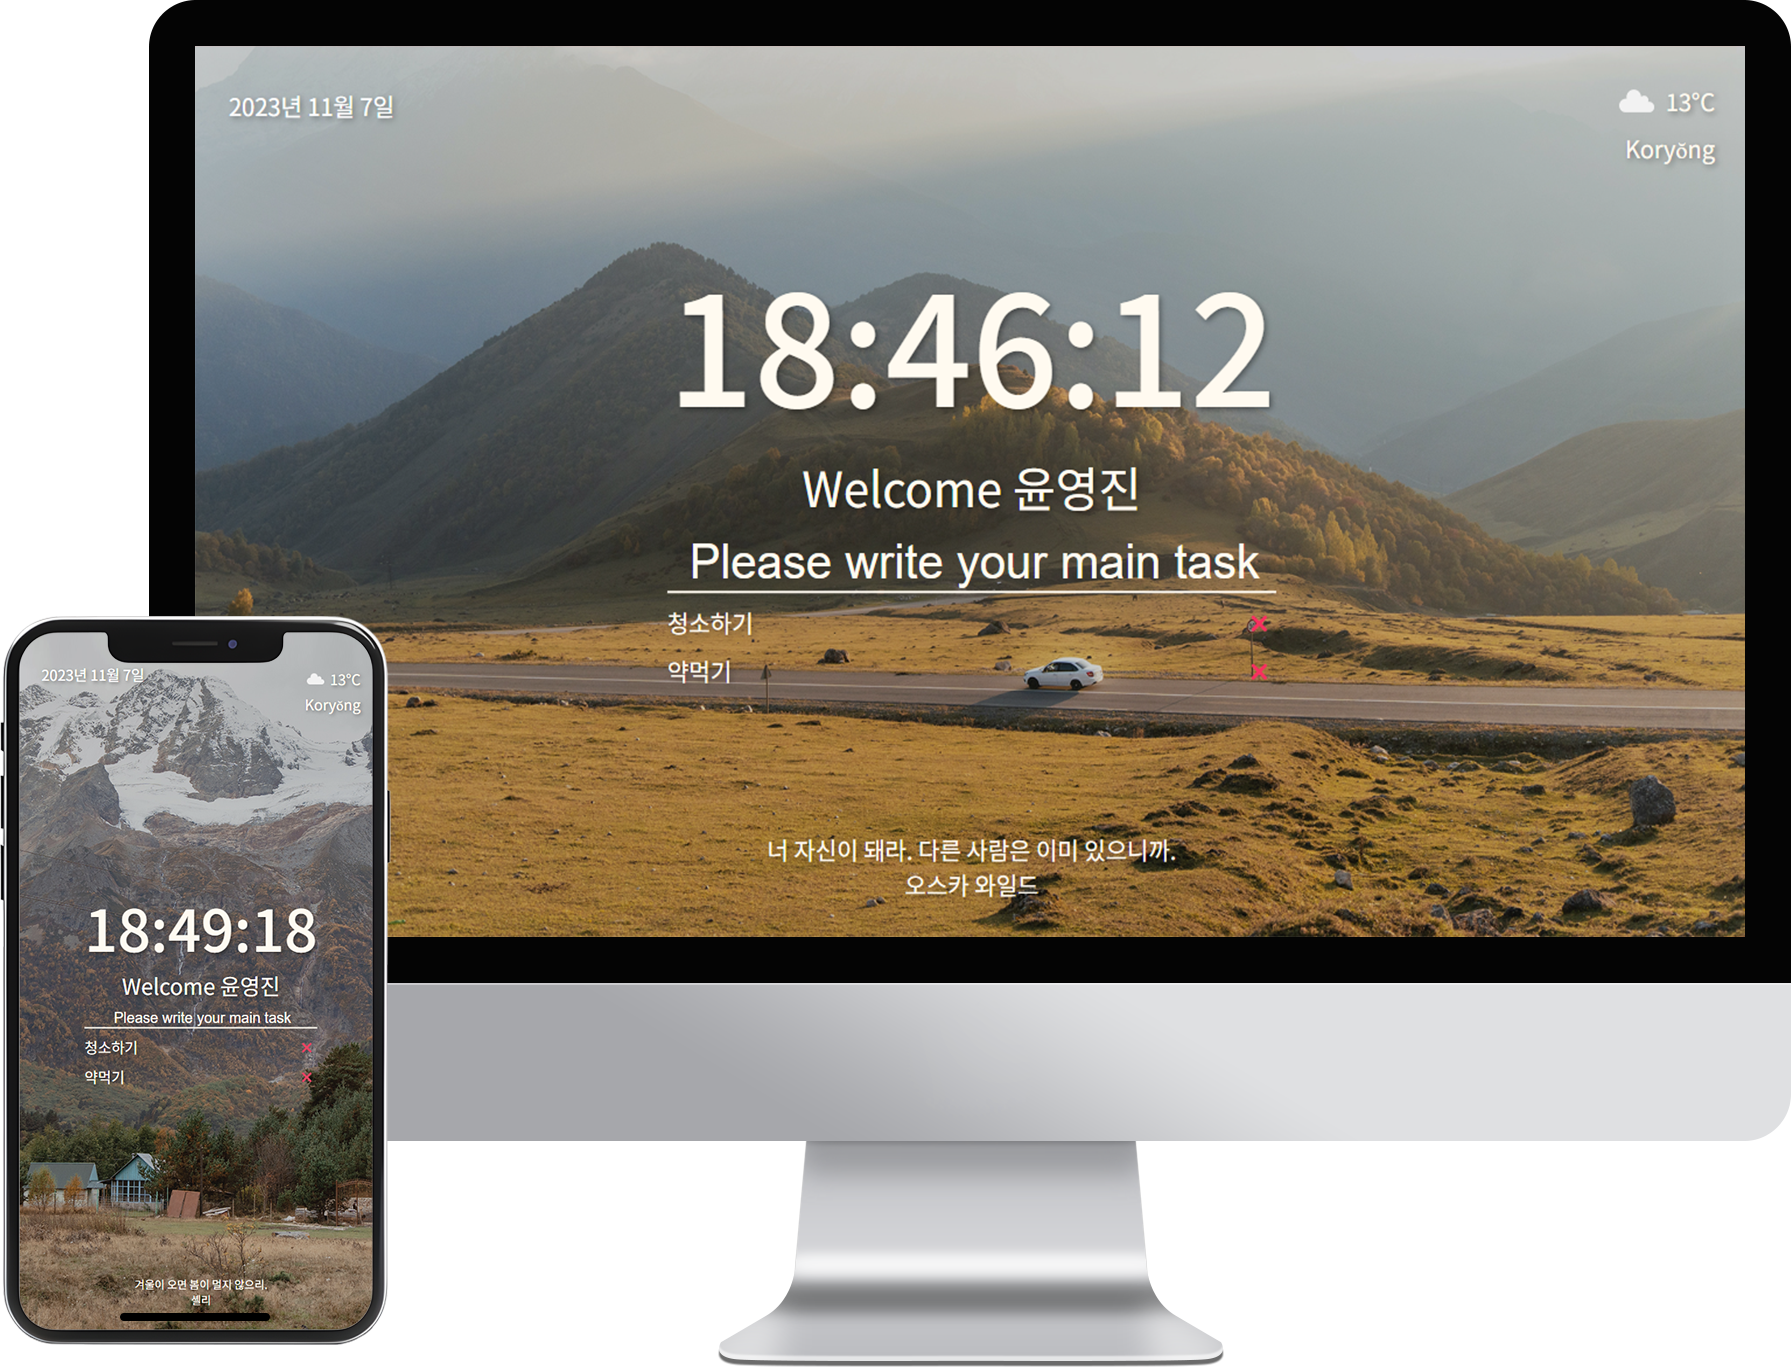 2023년 11월 7일
13°C
Koryŏng
18:46:12
Welcome 윤영진
Please write your main task
청소하기
약먹기
너 자신이 돼라. 다른 사람은 이미 있으니까.
오스카 와일드
2023년 11월 7일
13°C
Koryŏng
18:49:18
Welcome 윤영진
Please write your main task
청소하기
약먹기
겨울이 오면 봄이 멀지 않으리.
셸리